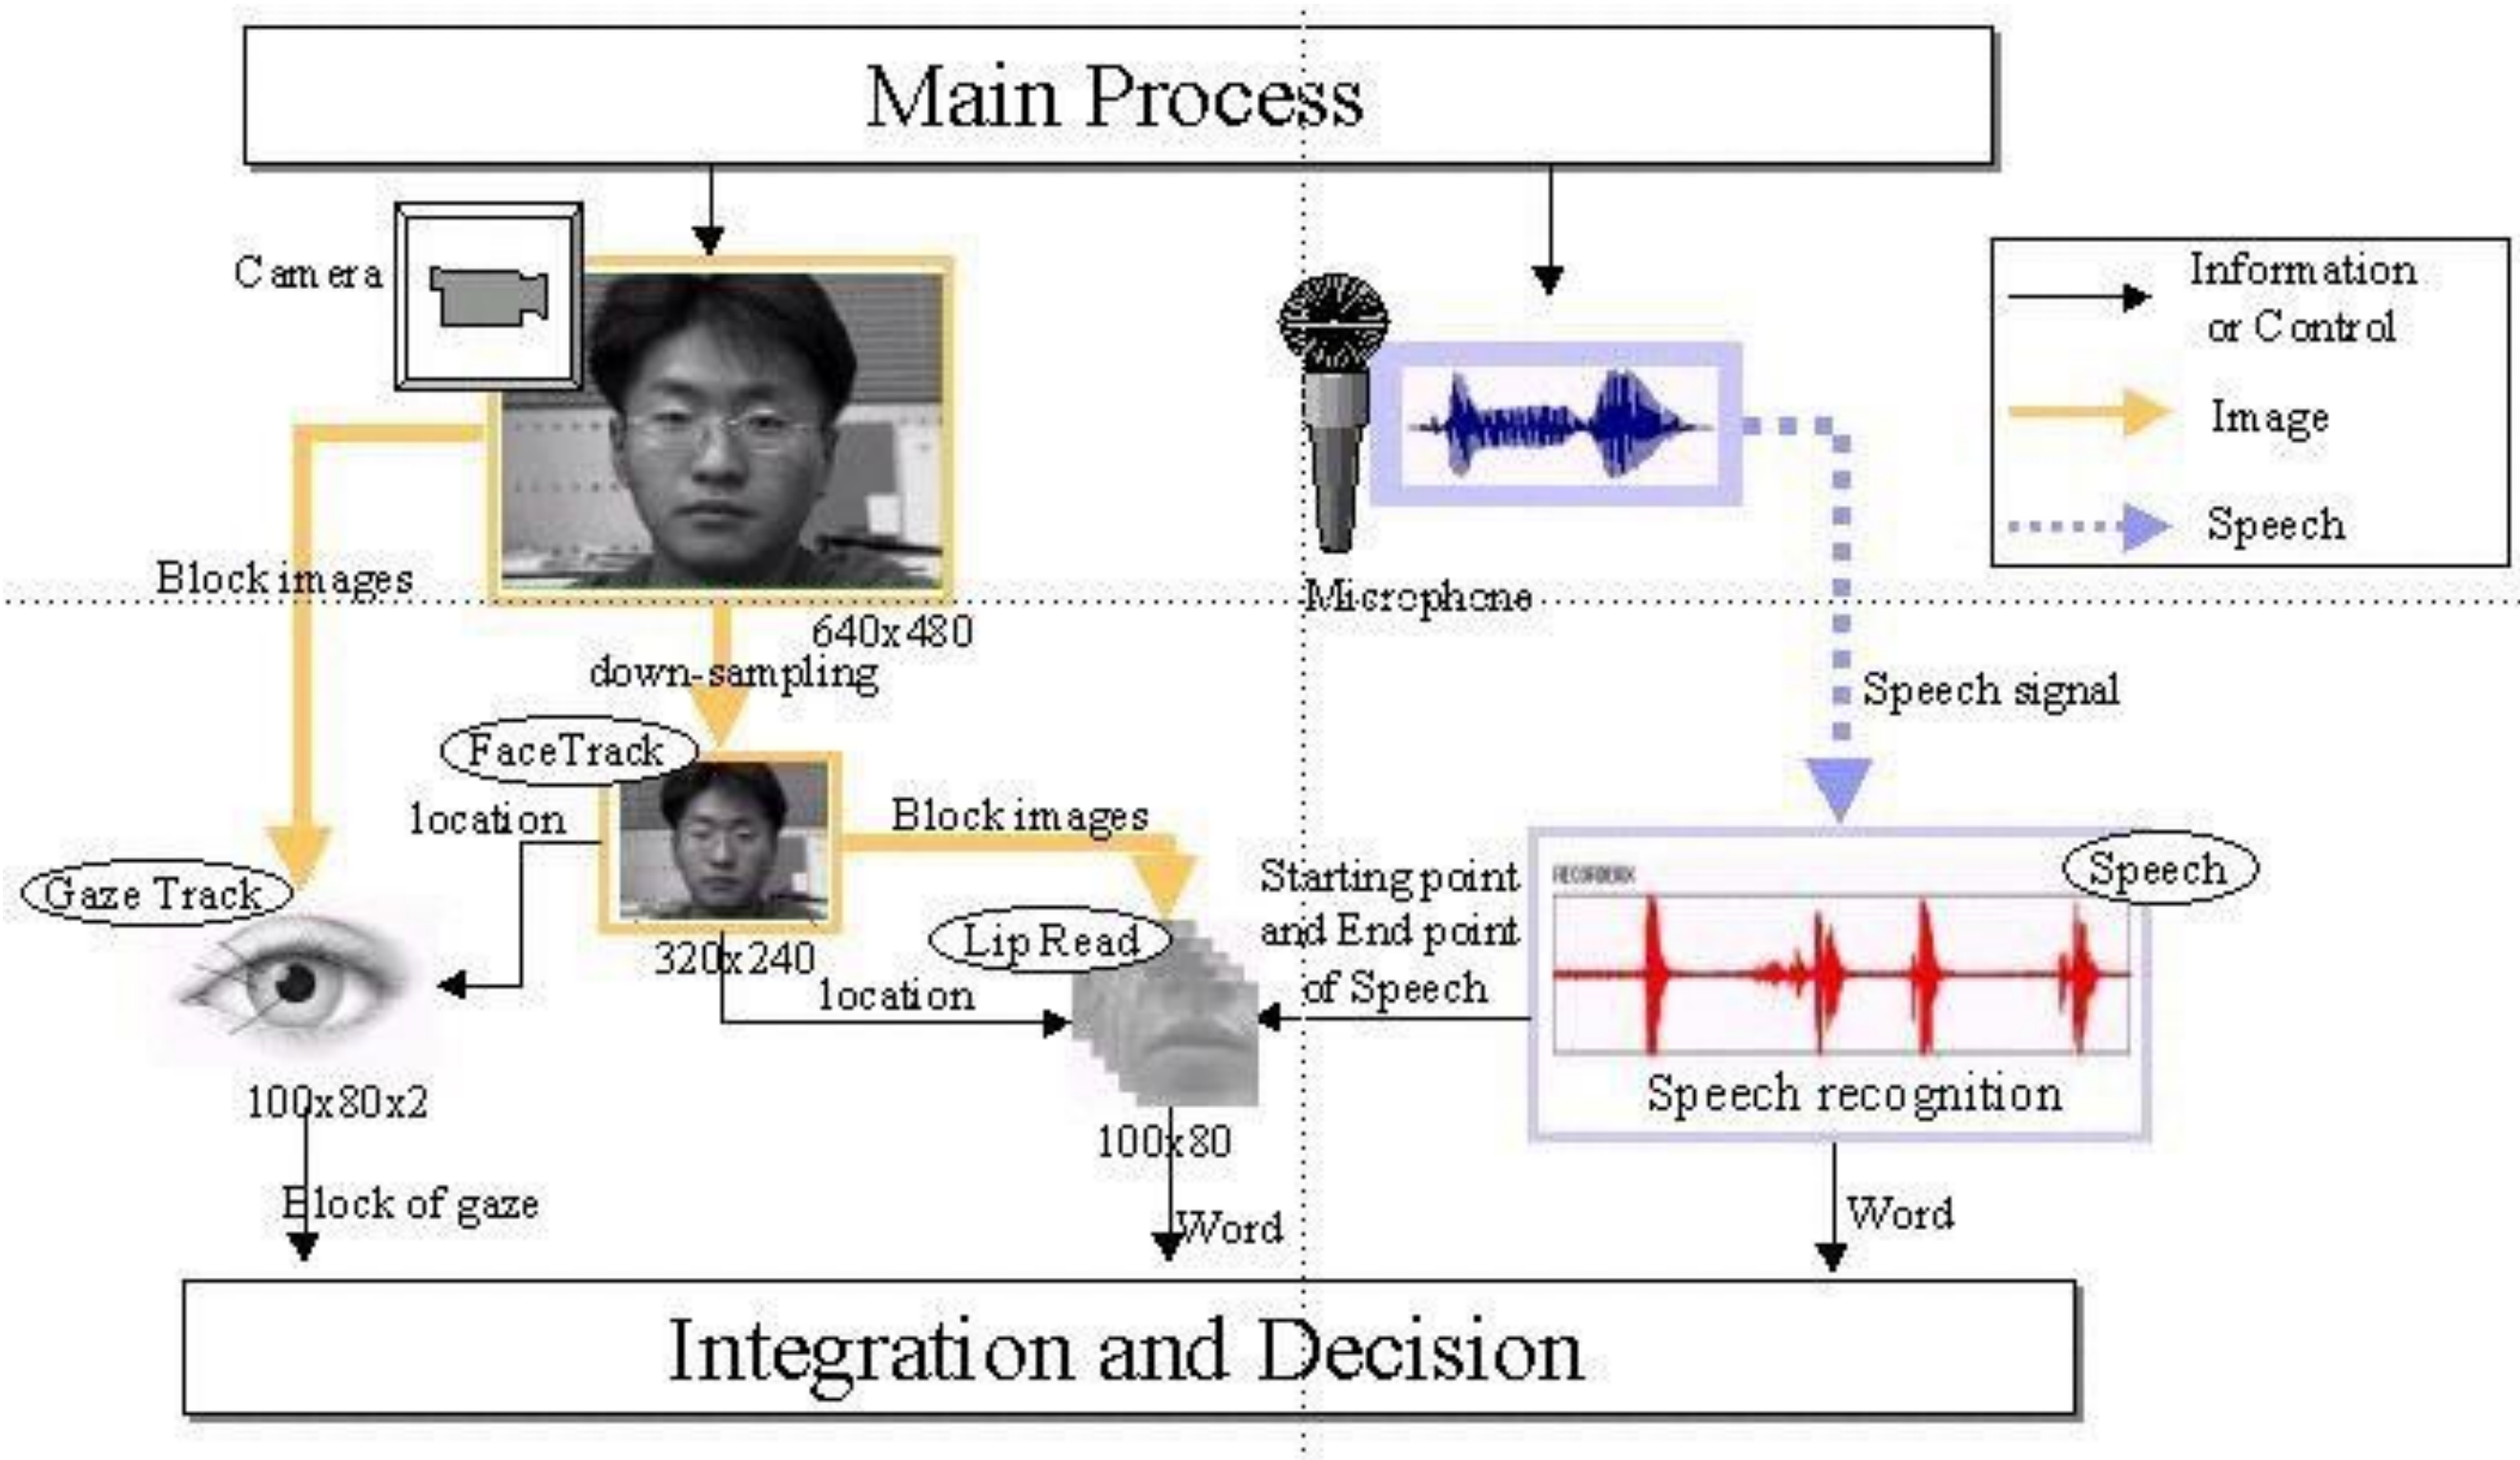 Main Process
Camera
Information
or Control
Image
Speech
Block images
Microphone
640x480
down-sampling
Speech signal
FaceTrack
location
Block images
Gaze Track
Starting point
and End point
of Speech
Speech
Lip Read
320x240
location
Speech recognition
100x80x2
100x80
Block of gaze
Word
Word
Integration and Decision